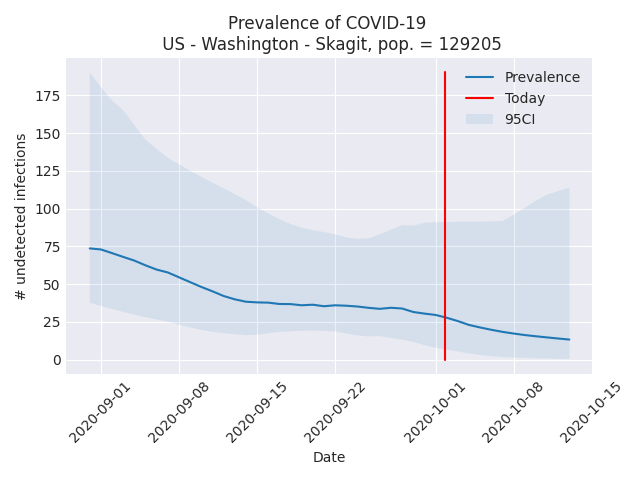 Prevalence of COVID-19
US - Washington - Skagit, pop. = 129205
Prevalence
Today
95CI
# undetected infections
175
150
125
100
75
50
25
0
2020-09-01
2020-09-08
2020-09-15
2020-09-22
2020-10-01
2020-10-08
2020-10-15
Date